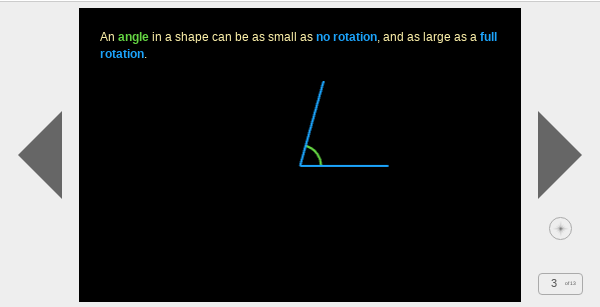 An angle in a shape can be as small as no rotation, and as large as a full
rotation.
3 of 13